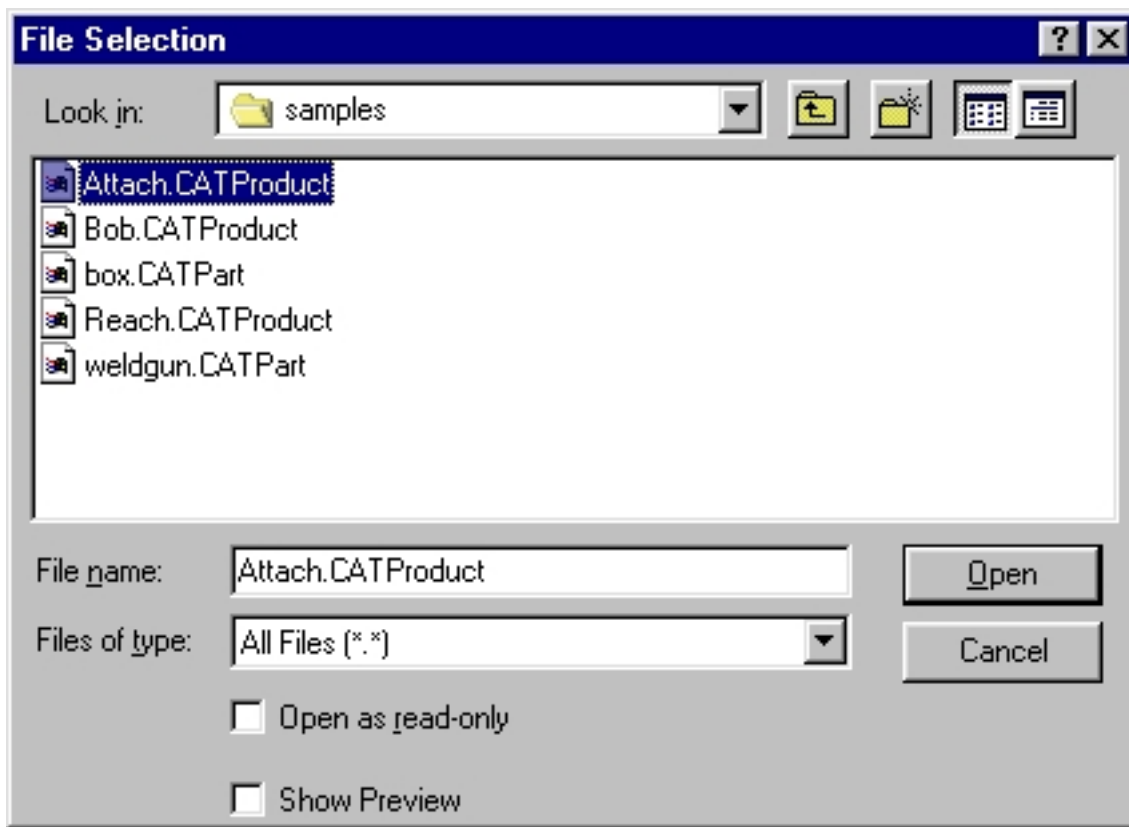 File Selection
Look in: samples
Attach.CATProduct
Bob.CATProduct
box.CATPart
Reach.CATProduct
weldgun.CATPart
File name: Attach.CATProduct Open
Files of type: All Files (*.*) Cancel
Open as read-only
Show Preview